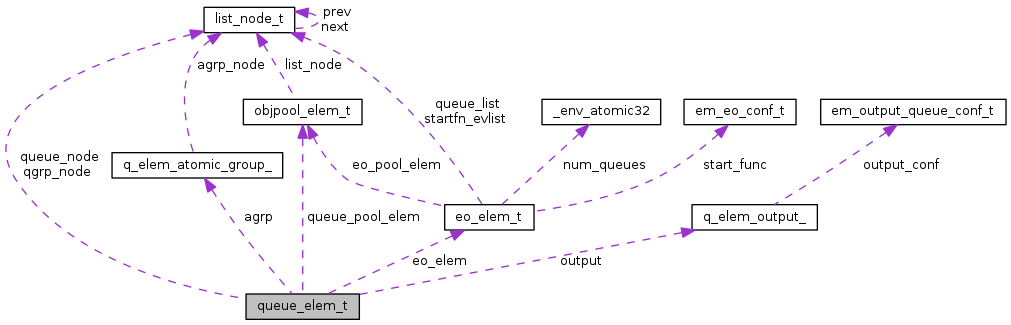 list_node_t
prev
next
agrp_node
list_node
queue_list
startfn_evlist
objpool_elem_t
_env_atomic32
em_eo_conf_t
em_output_queue_conf_t
queue_node
qgrp_node
q_elem_atomic_group_
eo_pool_elem
num_queues
start_func
output_conf
agrp
queue_pool_elem
eo_elem_t
q_elem_output_
eo_elem
output
queue_elem_t